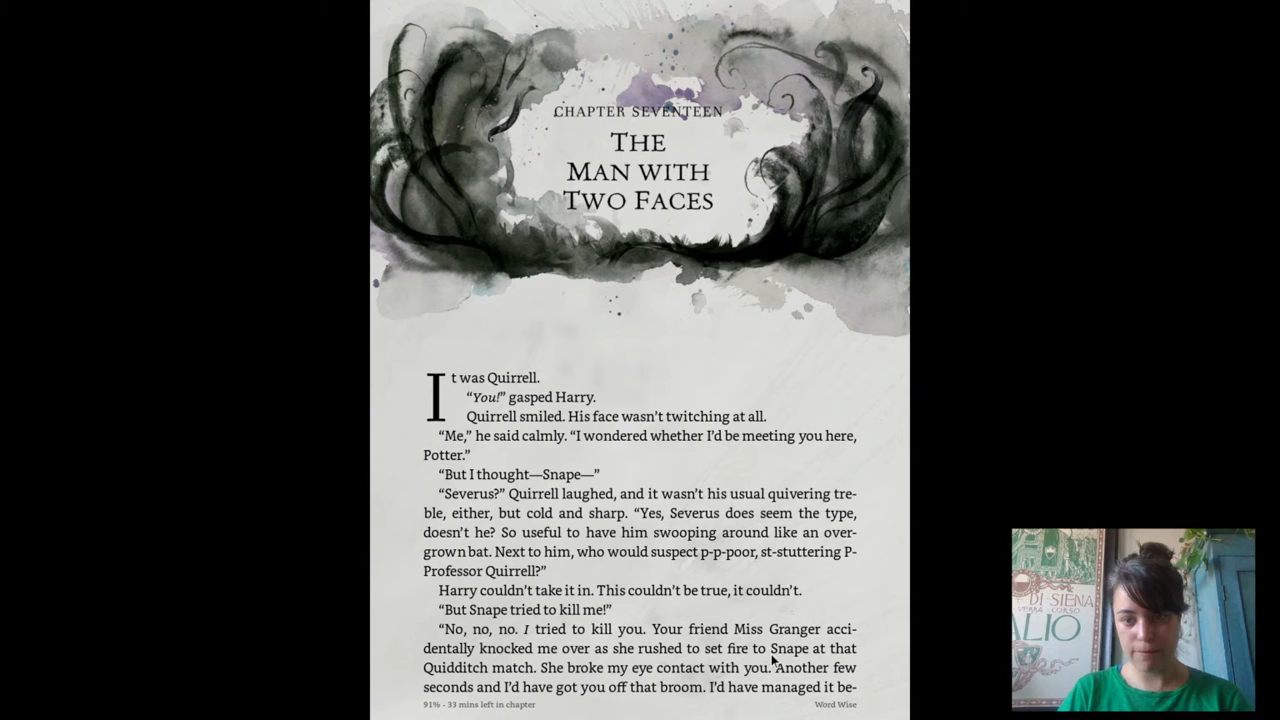 CHAPTER SEVENTEEN
THE
MAN WITH
TWO FACES
It was Quirrell.
“You!” gasped Harry.
Quirrell smiled. His face wasn’t twitching at all.
“Me,” he said calmly. “I wondered whether I’d be meeting you here,
Potter.”
“But I thought—Snape—”
“Severus?” Quirrell laughed, and it wasn’t his usual quivering tre-
ble, either, but cold and sharp. “Yes, Severus does seem the type,
doesn’t he? So useful to have him swooping around like an over-
grown bat. Next to him, who would suspect p-p-poor, st-stuttering P-
Professor Quirrell?”
Harry couldn’t take it in. This couldn’t be true, it couldn’t.
“But Snape tried to kill me!”
“No, no, no. I tried to kill you. Your friend Miss Granger acci-
dentally knocked me over as she rushed to set fire to Snape at that
Quidditch match. She broke my eye contact with you. Another few
seconds and I’d have got you off that broom. I’d have managed it be-
91% - 33 mins left in chapter
Word Wise
DI SIENA
VERRA CORSO
ALIO